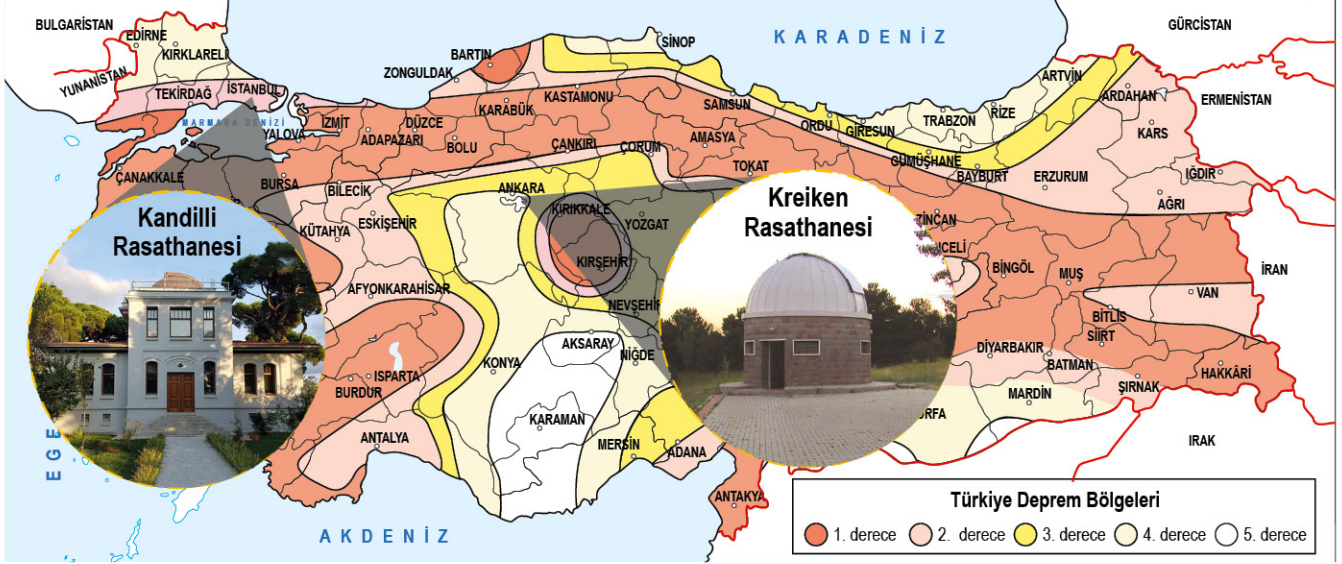 BULGARİSTAN
GÜRCİSTAN
EDİRNE
KIRKLARELİ
YUNANİSTAN
TEKİRDAĞ
İSTANBUL
MARMARA DENİZİ
KARADENİZ
SİNOP
BARTIN
ZONGULDAK
KASTAMONU
KARABÜK
SAMSUN
ARTVİN
ARDAHAN
ERMENİSTAN
RİZE
TRABZON
ORDU
GİRESUN
KARS
YALOVA
İZMİT
DÜZCE
ADAPAZARI
BOLU
ÇANKIRI
ÇORUM
AMASYA
TOKAT
GÜMÜŞHANE
BAYBURT
ERZURUM
IĞDIR
AĞRI
ÇANAKKALE
BURSA
BİLECİK
ANKARA
ESKİŞEHİR
KÜTAHYA
KIRIKKALE
YOZGAT
KIRŞEHİR
NEVŞEHİR
AFYONKARAHİSAR
Kandilli
Rasathanesi
Kreiken
Rasathanesi
ZİNCAN
NCELİ
BİNGÖL
MUŞ
İRAN
VAN
BİTLİS
SİİRT
AKSARAY
NİĞDE
KONYA
ISPARTA
BURDUR
DİYARBAKIR
BATMAN
HAKKÂRİ
ŞIRNAK
MARDİN
URFA
KARAMAN
ANTALYA
MERSİN
ADANA
ANTAKYA
IRAK
EGE
AKDENİZ
Türkiye Deprem Bölgeleri
1. derece
2. derece
3. derece
4. derece
5. derece